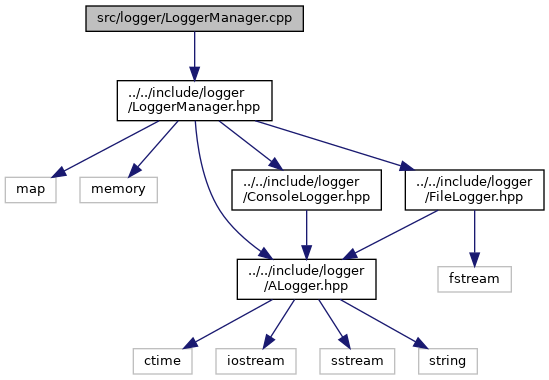 src/logger/LoggerManager.cpp
../../include/logger
/LoggerManager.hpp
map
memory
../../include/logger
/ConsoleLogger.hpp
../../include/logger
/FileLogger.hpp
../../include/logger
/ALogger.hpp
fstream
ctime
iostream
sstream
string